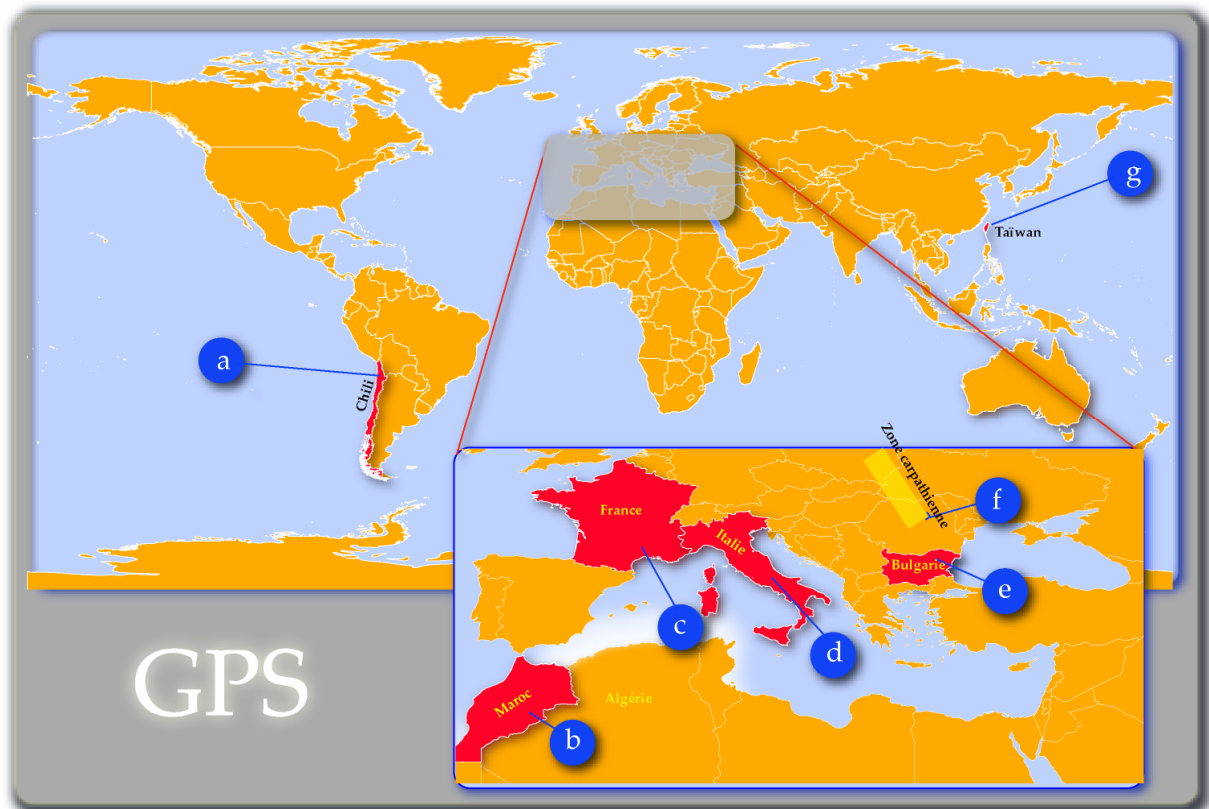 g
Taïwan
a
Chili
Zone carpathienne
f
France
Italie
Bulgarie
e
c
d
GPS
Maroc
Algérie
b